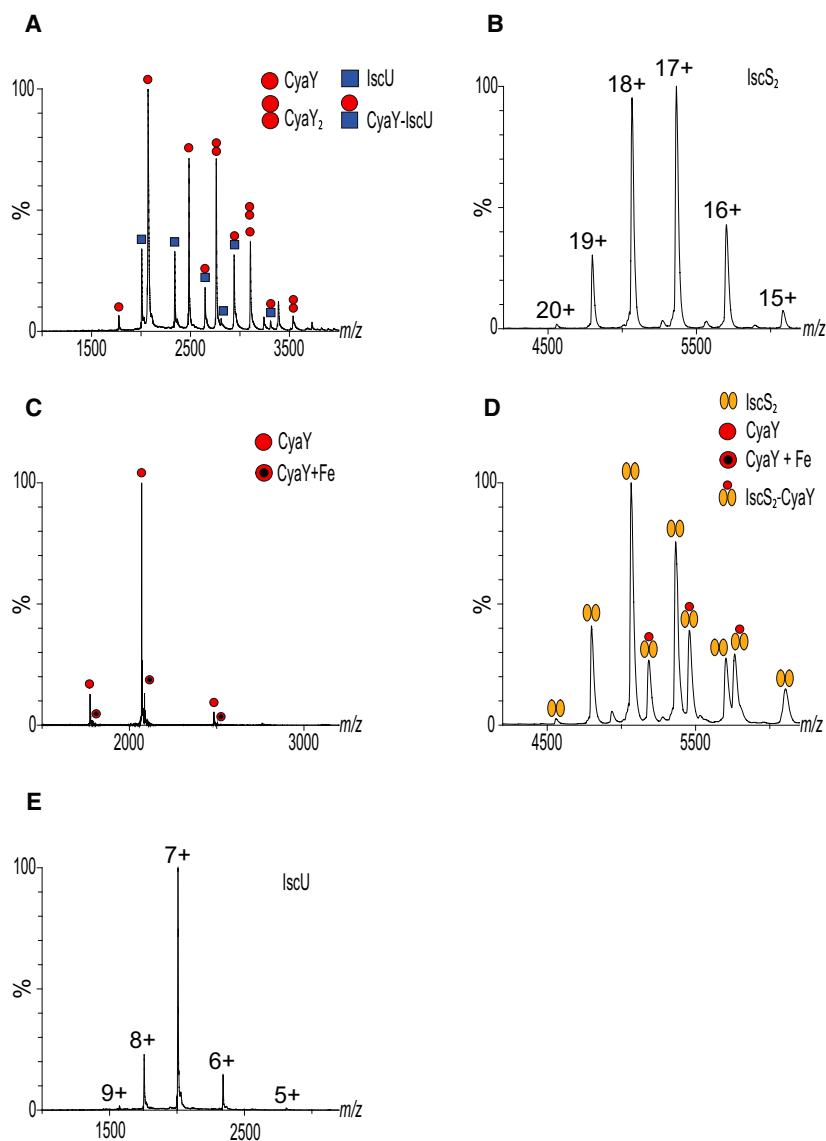 A
CyaY
IscU
CyaY₂
CyaY-IscU
100
%
0
1500
2500
3500
m/z
B
IscS₂
17+
18+
16+
19+
20+
15+
100
%
0
4500
5500
m/z
C
CyaY
CyaY+Fe
100
%
0
2000
3000
m/z
D
IscS₂
CyaY
CyaY + Fe
IscS₂-CyaY
100
%
0
4500
5500
m/z
E
7+
IscU
8+
6+
9+
5+
100
%
0
1500
2500
m/z